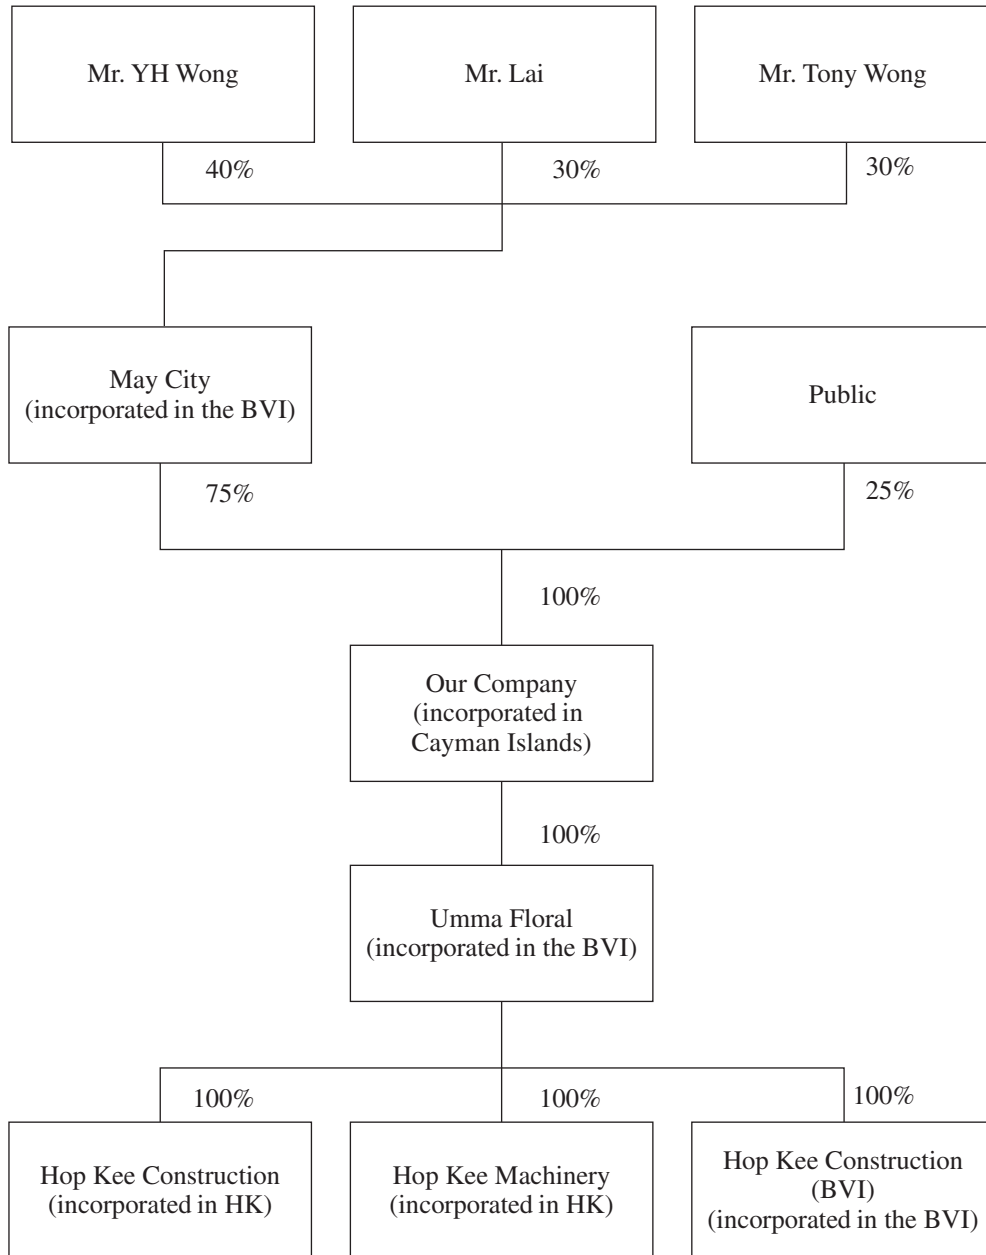 Mr. YH Wong
Mr. Lai
Mr. Tony Wong
40%
30%
30%
May City
(incorporated in the BVI)
Public
75%
25%
100%
Our Company
(incorporated in
Cayman Islands)
100%
Umma Floral
(incorporated in the BVI)
100%
100%
100%
Hop Kee Construction
(incorporated in HK)
Hop Kee Machinery
(incorporated in HK)
Hop Kee Construction
(BVI)
(incorporated in the BVI)